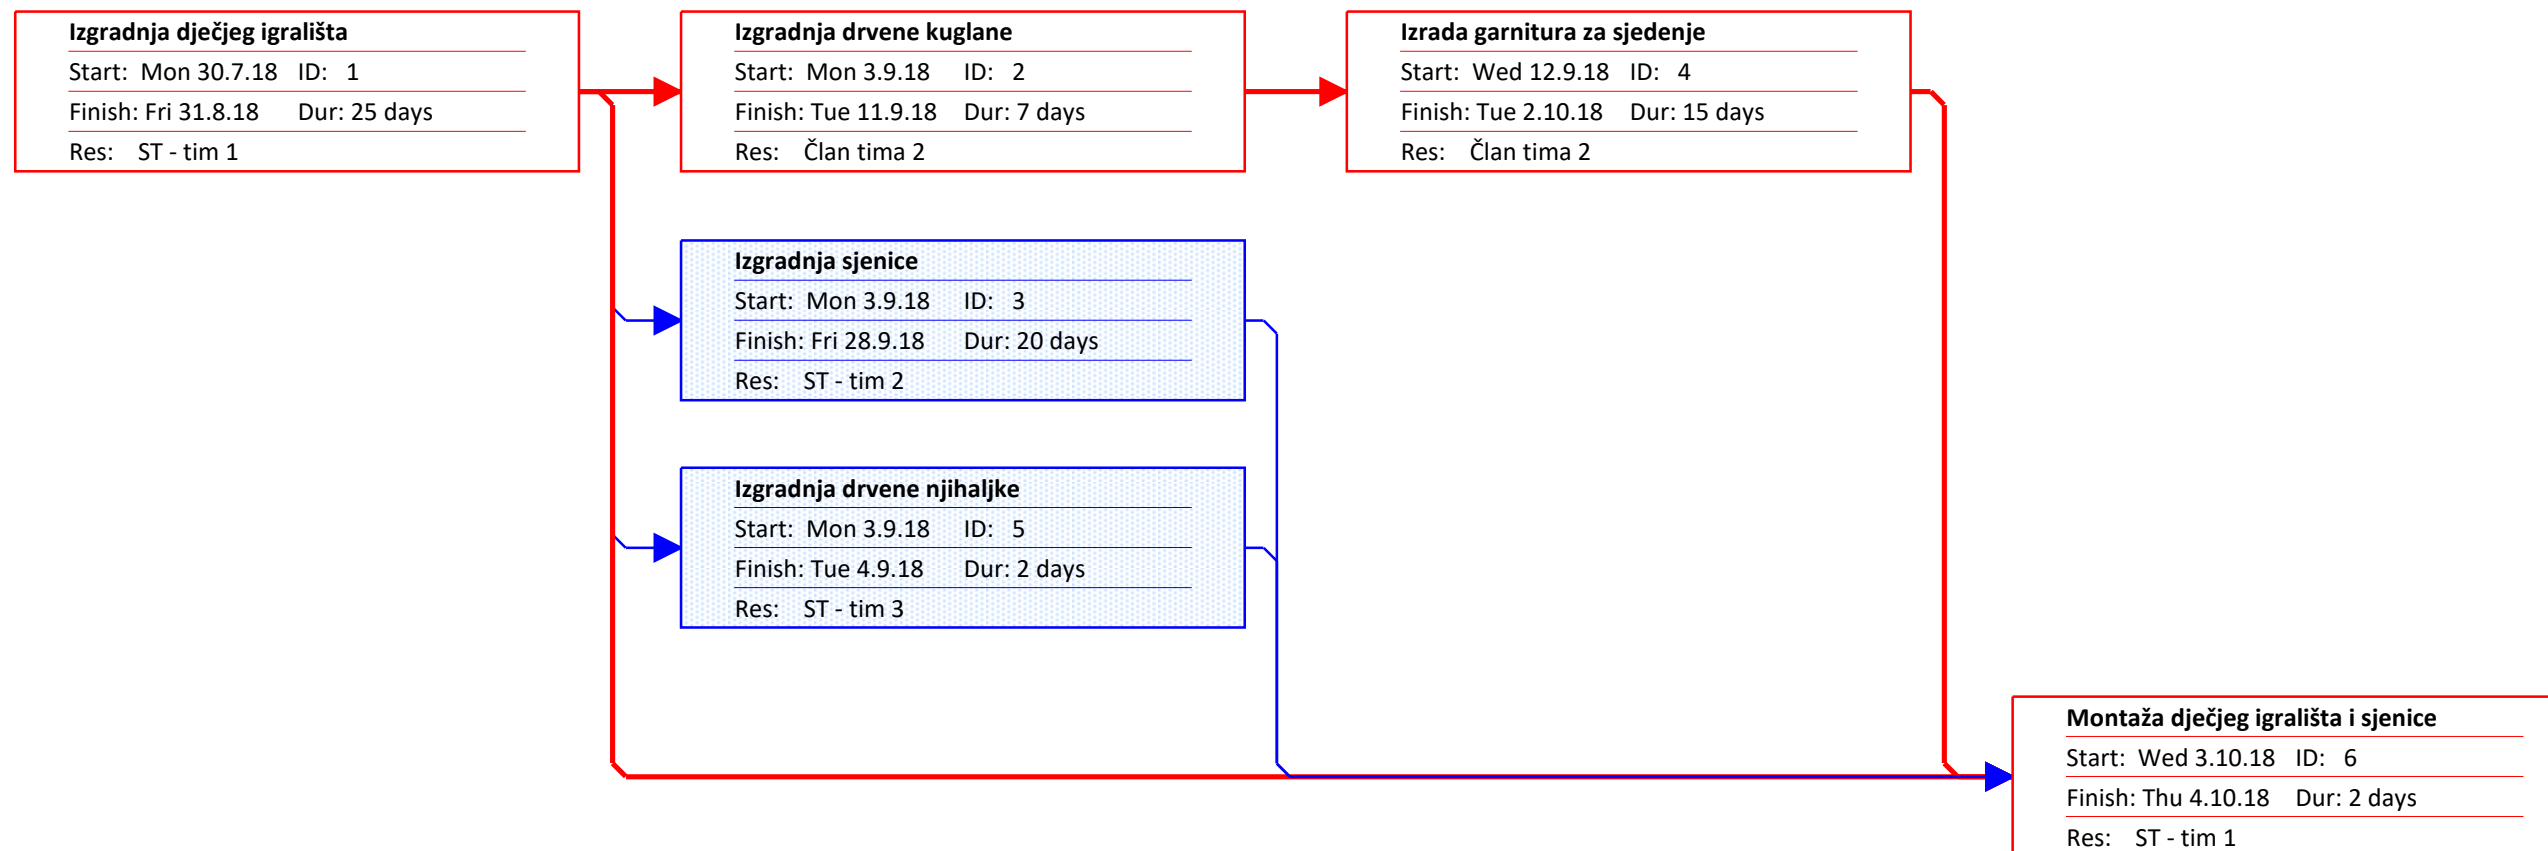 Izgradnja dječjeg igrališta
Start: Mon 30.7.18 ID: 1
Finish: Fri 31.8.18 Dur: 25 days
Res: ST - tim 1
Izgradnja drvene kuglane
Start: Mon 3.9.18 ID: 2
Finish: Tue 11.9.18 Dur: 7 days
Res: Član tima 2
Izrada garnitura za sjedenje
Start: Wed 12.9.18 ID: 4
Finish: Tue 2.10.18 Dur: 15 days
Res: Član tima 2
Izgradnja sjenice
Start: Mon 3.9.18 ID: 3
Finish: Fri 28.9.18 Dur: 20 days
Res: ST - tim 2
Izgradnja drvene njihaljke
Start: Mon 3.9.18 ID: 5
Finish: Tue 4.9.18 Dur: 2 days
Res: ST - tim 3
Montaža dječjeg igrališta i sjenice
Start: Wed 3.10.18 ID: 6
Finish: Thu 4.10.18 Dur: 2 days
Res: ST - tim 1